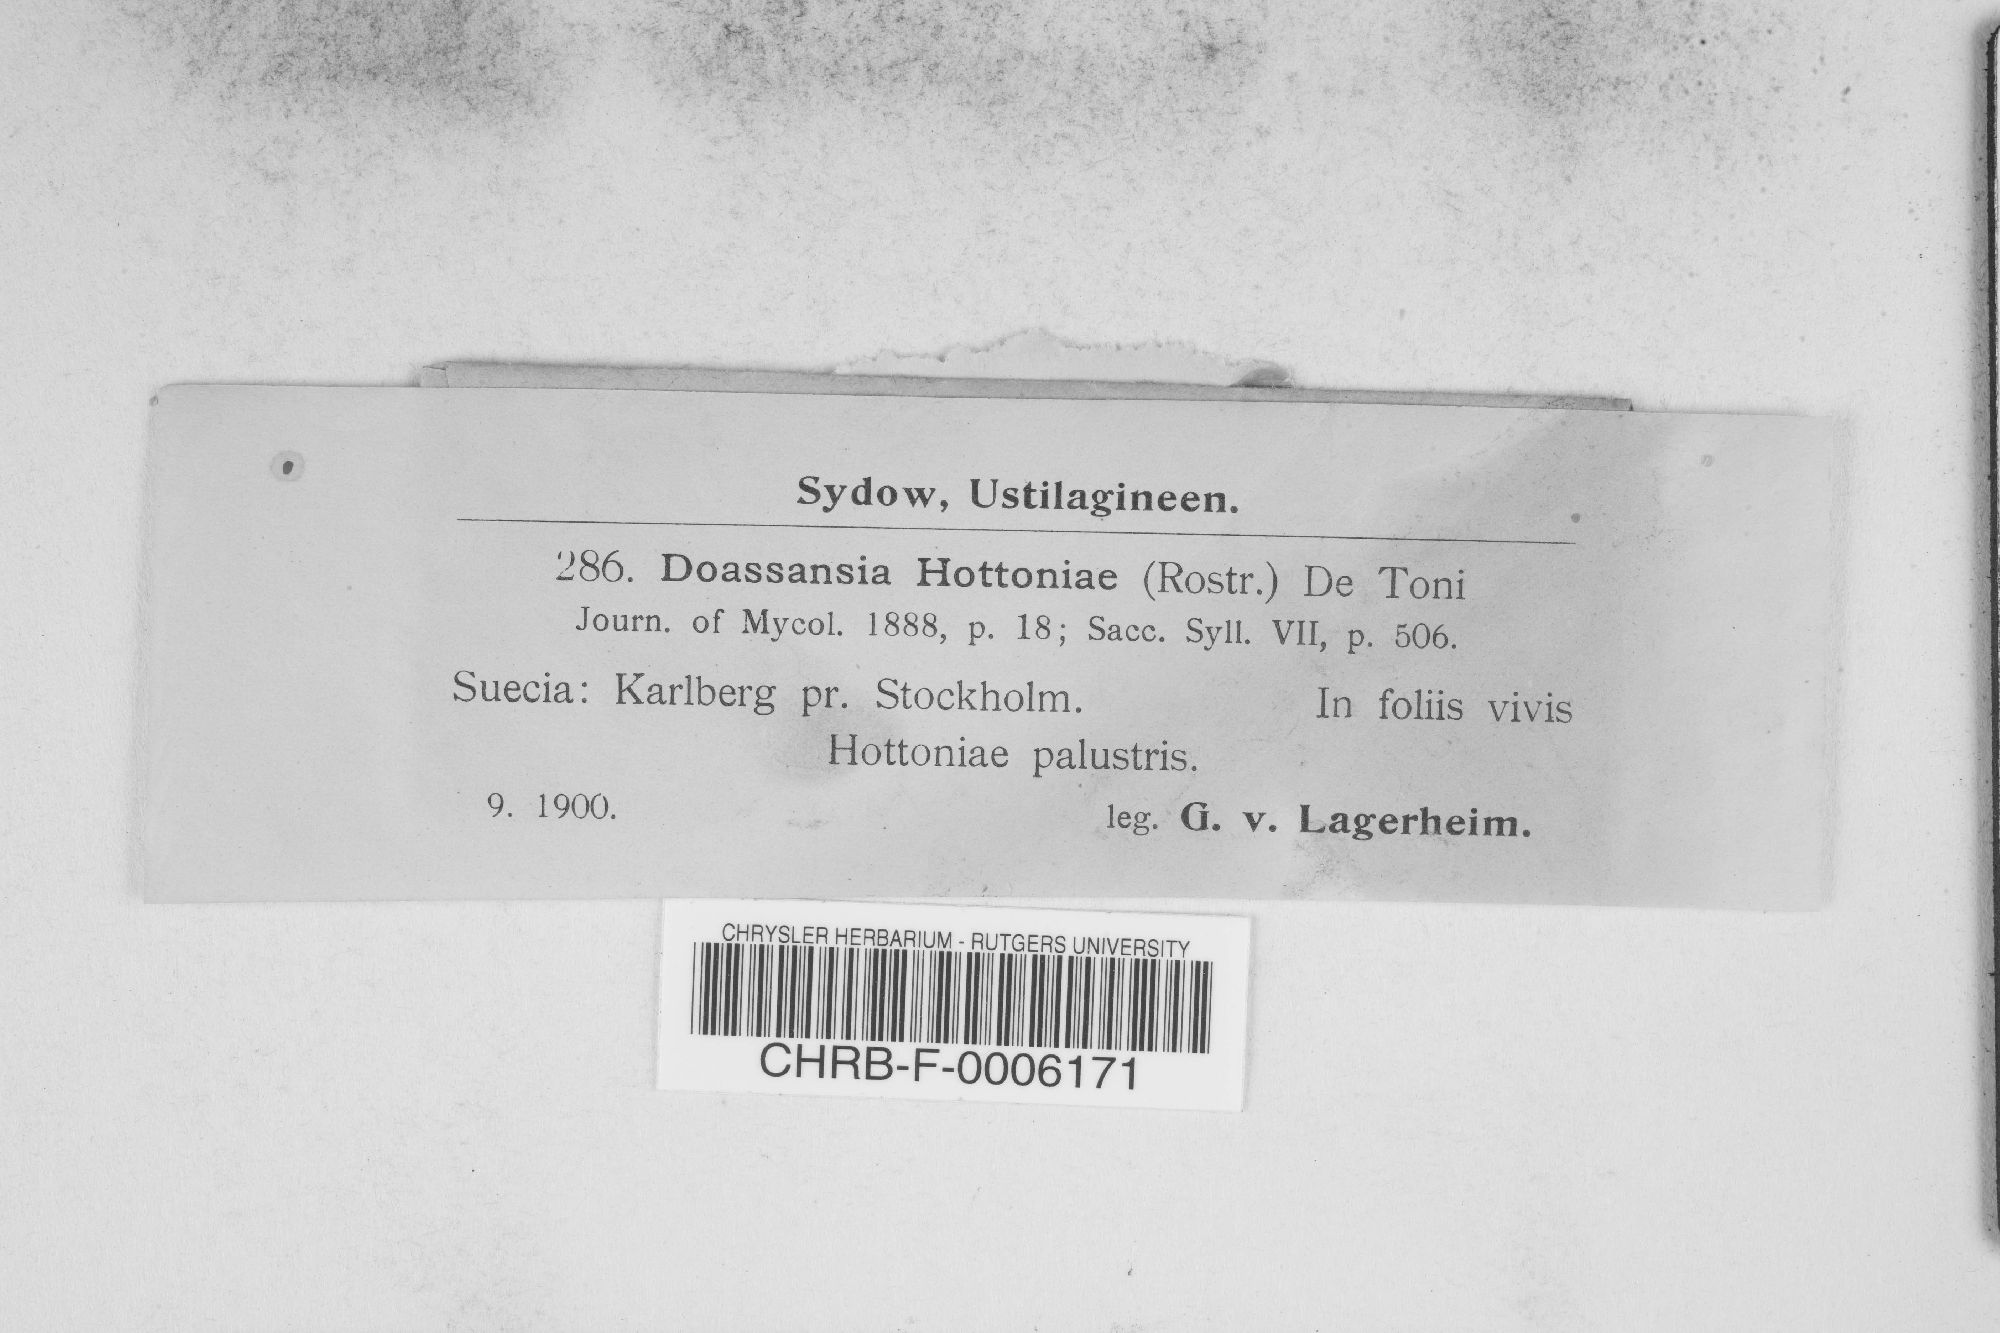 Sydow, Ustilagineen.
286. Doassansia Hottoniae (Rostr.) De Toni
Journ. of Mycol. 1888, p. 18; Sacc. Syll. VII, p. 506.
Suecia: Karlberg pr. Stockholm. In foliis vivis
Hottoniae palustris.
9. 1900. leg. G. v. Lagerheim.
CHRYSLER HERBARIUM - RUTGERS UNIVERSITY
CHRB-F-0006171